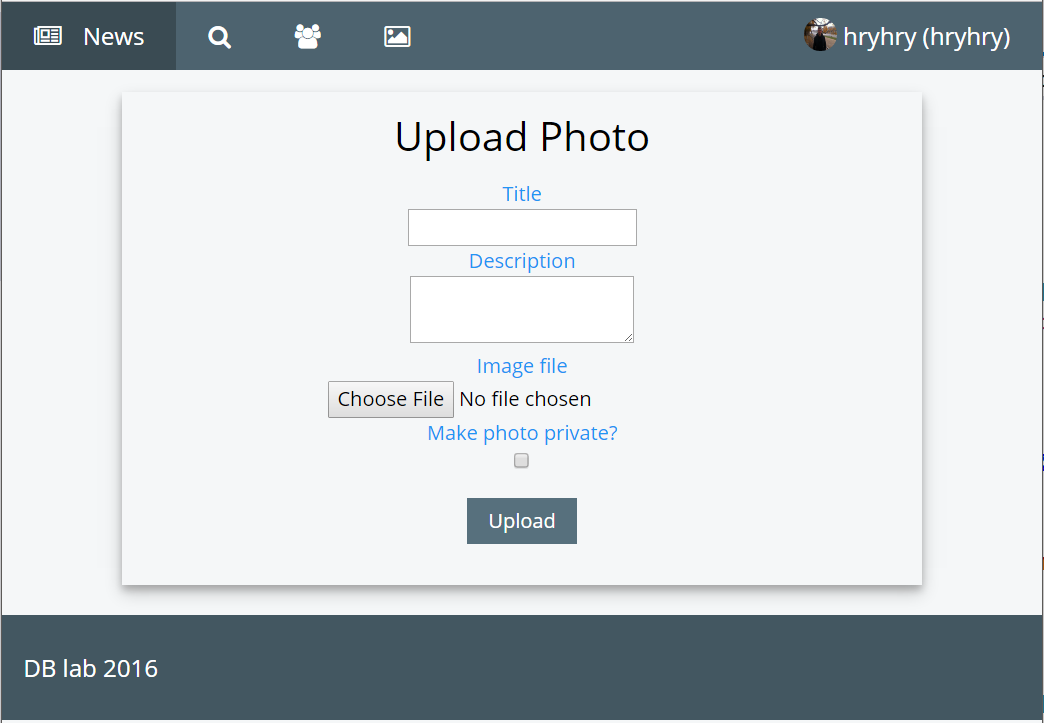 News
hryhry (hryhry)
Upload Photo
Title
Description
Image file
Choose File No file chosen
Make photo private?
Upload
DB lab 2016